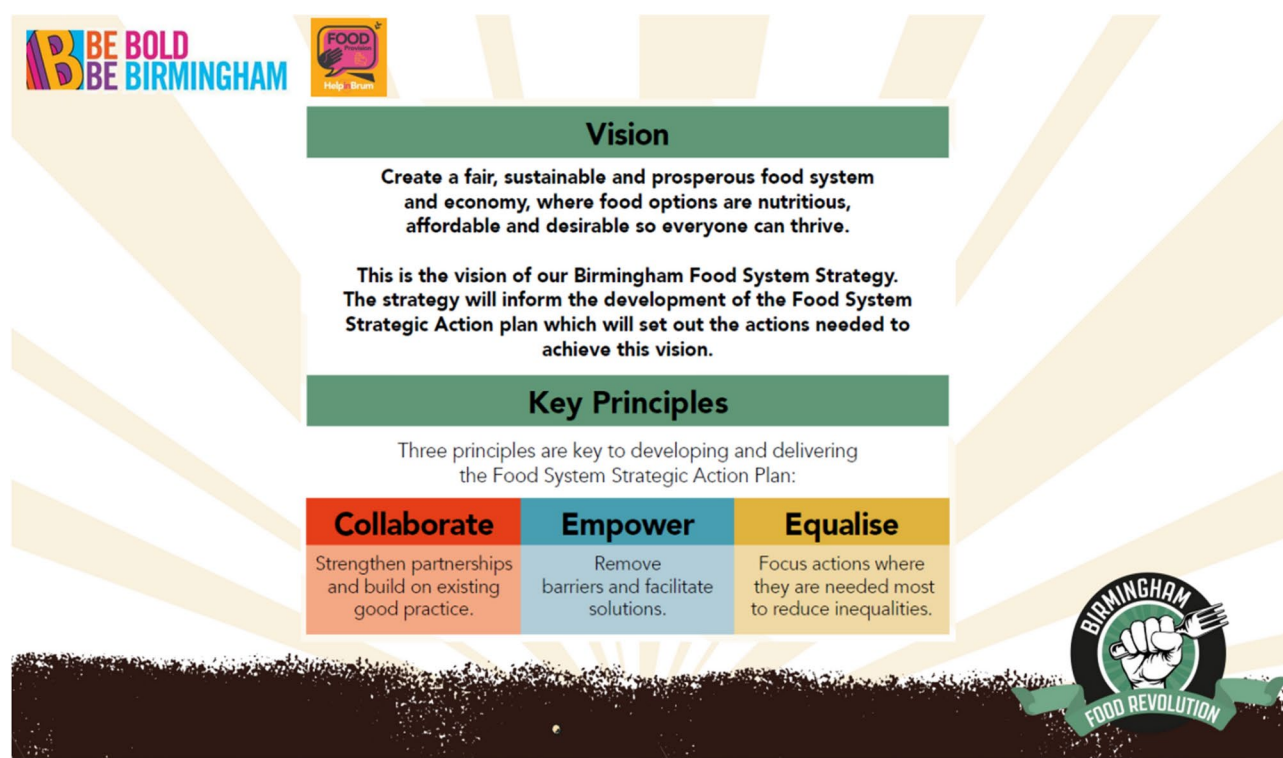 BE BOLD
BE BIRMINGHAM
FOOD
Provision
Help in Brum
Vision
Create a fair, sustainable and prosperous food system
and economy, where food options are nutritious,
affordable and desirable so everyone can thrive.
This is the vision of our Birmingham Food System Strategy.
The strategy will inform the development of the Food System
Strategic Action plan which will set out the actions needed to
achieve this vision.
Key Principles
Three principles are key to developing and delivering
the Food System Strategic Action Plan:
Collaborate
Strengthen partnerships
and build on existing
good practice.
Empower
Remove
barriers and facilitate
solutions.
Equalise
Focus actions where
they are needed most
to reduce inequalities.
BIRMINGHAM
FOOD REVOLUTION